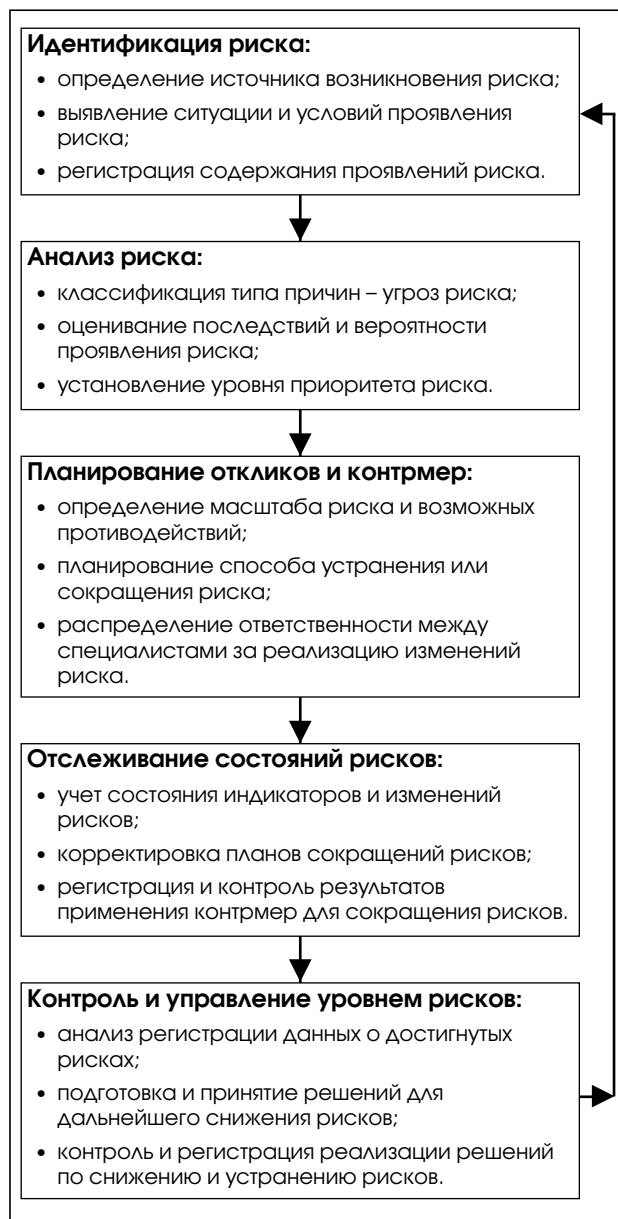 Идентификация риска:
• определение источника возникновения риска;
• выявление ситуации и условий проявления
риска;
• регистрация содержания проявлений риска.
Анализ риска:
• классификация типа причин – угроз риска;
• оценивание последствий и вероятности
проявления риска;
• установление уровня приоритета риска.
Планирование откликов и контрмер:
• определение масштаба риска и возможных
противодействий;
• планирование способа устранения или
сокращения риска;
• распределение ответственности между
специалистами за реализацию изменений
риска.
Отслеживание состояний рисков:
• учет состояния индикаторов и изменений
рисков;
• корректировка планов сокращений рисков;
• регистрация и контроль результатов
применения контрмер для сокращения рисков.
Контроль и управление уровнем рисков:
• анализ регистрации данных о достигнутых
рисках;
• подготовка и принятие решений для
дальнейшего снижения рисков;
• контроль и регистрация реализации решений
по снижению и устранению рисков.